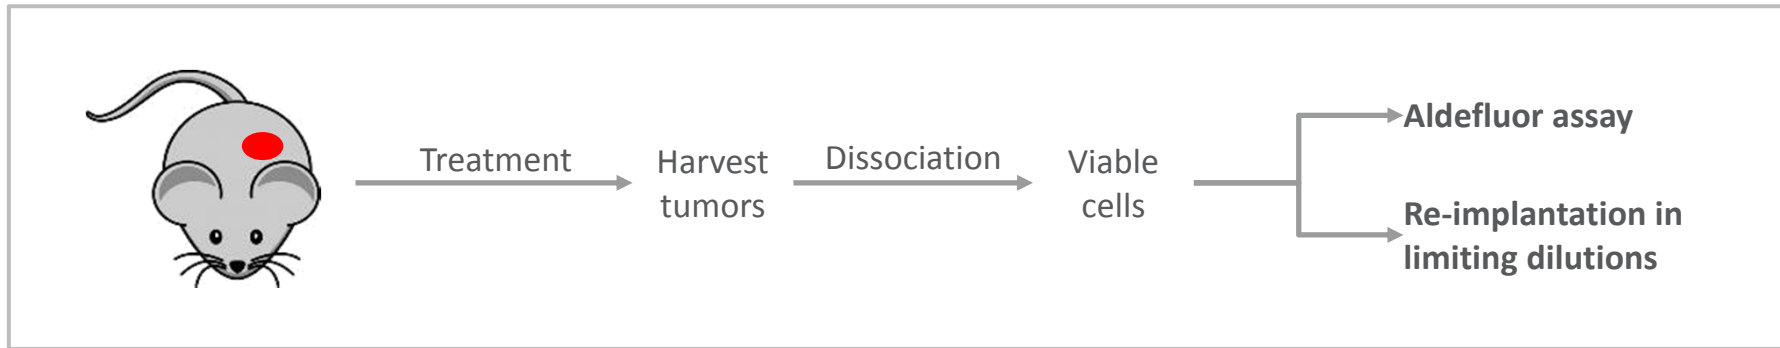 Treatment
Harvest
tumors
Dissociation
Viable
cells
Aldefluor assay
Re-implantation in
limiting dilutions